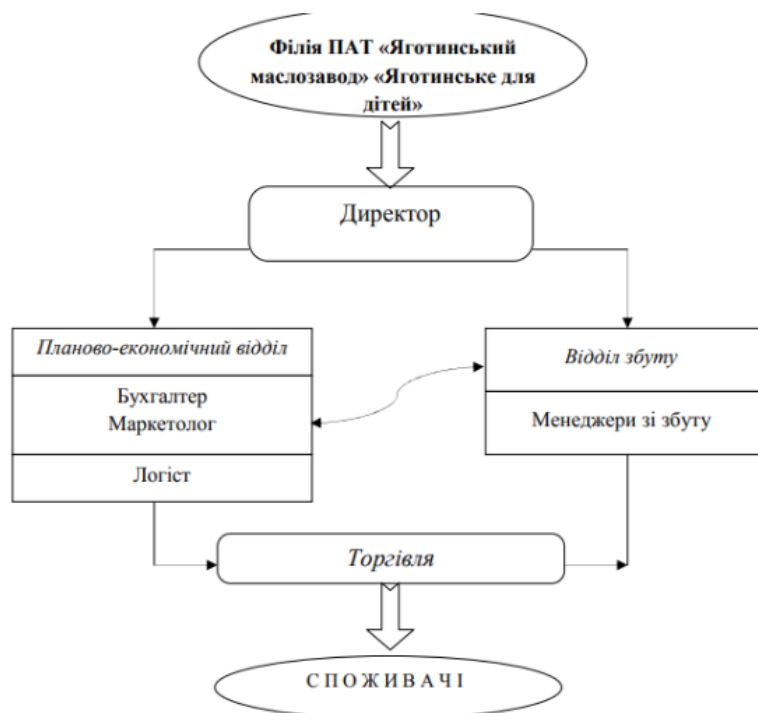 Філія ПАТ «Яготинський
маслозавод» «Яготинське для
дітей»
Директор
Планово-економічний відділ
Бухгалтер
Маркетолог
Логіст
Відділ збуту
Менеджери зі збуту
Торгівля
С П О Ж И В А Ч І